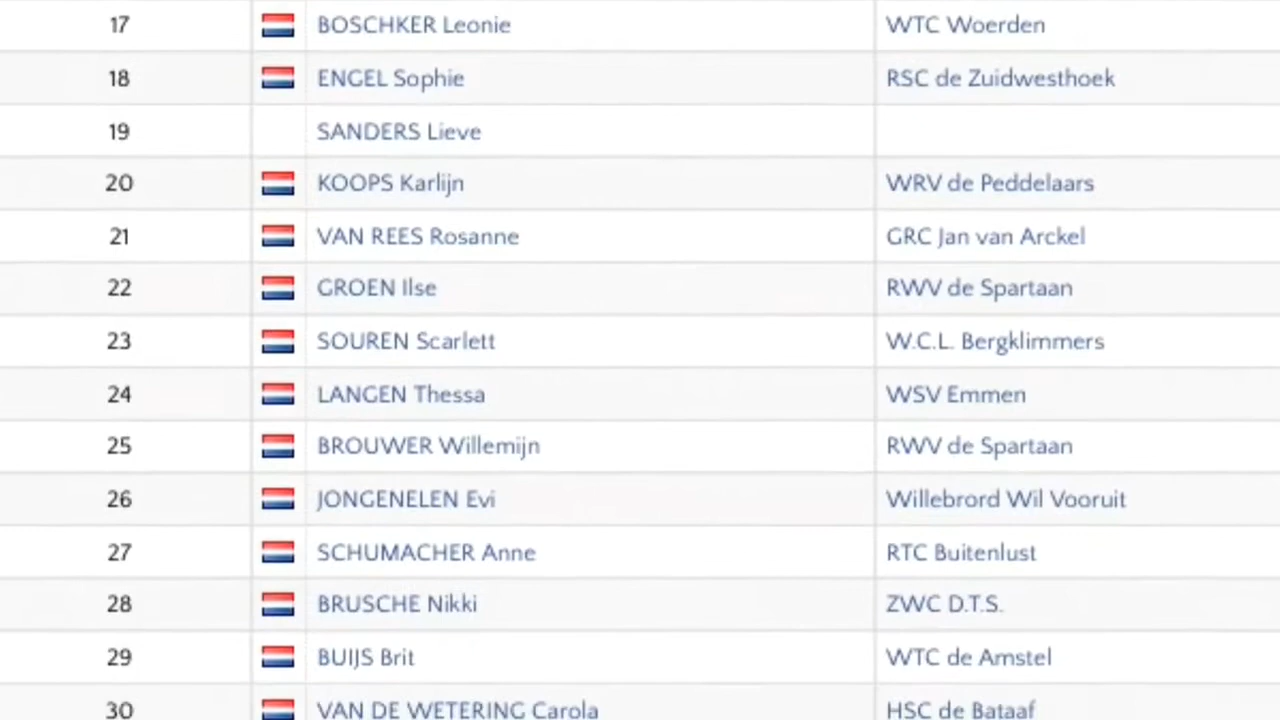 17 BOSCHKER Leonie WTC Woerden
18 ENGEL Sophie RSC de Zuidwesthoek
19 SANDERS Lieve
20 KOOPS Karlijn WRV de Peddelaars
21 VAN REES Rosanne GRC Jan van Arckel
22 GROEN Ilse RWV de Spartaan
23 SOUREN Scarlett W.C.L. Bergklimmers
24 LANGEN Thessa WSV Emmen
25 BROUWER Willemijn RWV de Spartaan
26 JONGENELEN Evi Willebrord Wil Vooruit
27 SCHUMACHER Anne RTC Buitenlust
28 BRUSCHE Nikki ZWC D.T.S.
29 BUIJS Brit WTC de Amstel
30 VAN DE WETERING Carola HSC de Bataaf